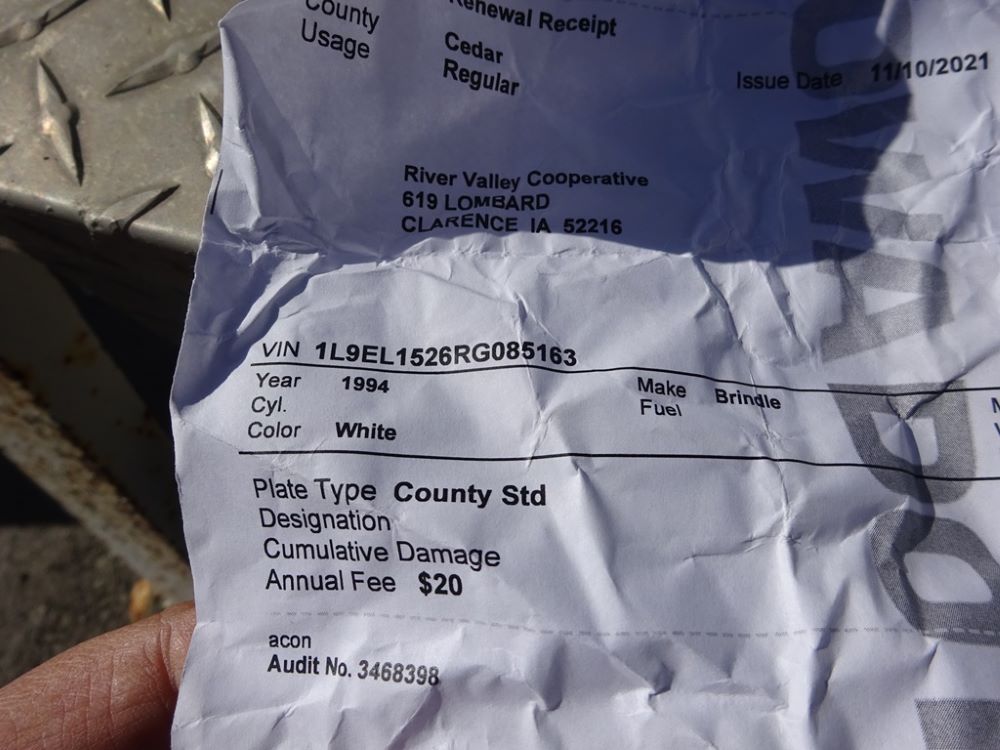 County Renewal Receipt
Usage Cedar
Regular
Issue Date 11/10/2021
River Valley Cooperative
619 LOMBARD
CLARENCE IA 52216
VIN 1L9EL1526RG085163
Year 1994 Make Brindle
Cyl. Fuel
Color White
Plate Type County Std
Designation
Cumulative Damage
Annual Fee $20
acon
Audit No. 3468398